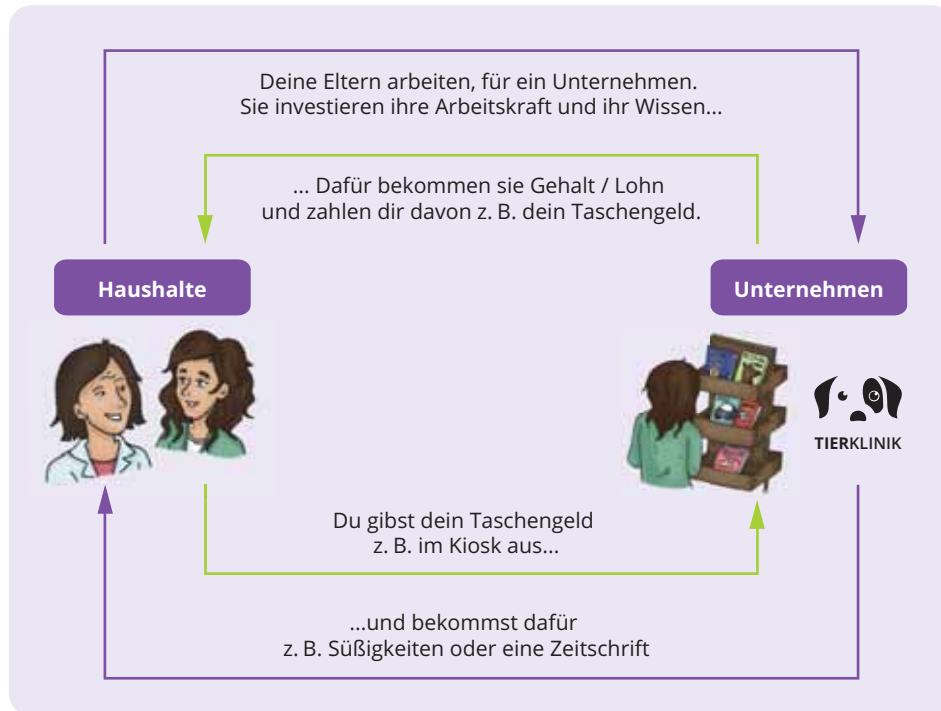 Deine Eltern arbeiten, für ein Unternehmen.
Sie investieren ihre Arbeitskraft und ihr Wissen...
... Dafür bekommen sie Gehalt / Lohn
und zahlen dir davon z. B. dein Taschengeld.
Haushalte
Unternehmen
TIERKLINIK
Du gibst dein Taschengeld
z. B. im Kiosk aus...
...und bekommst dafür
z. B. Süßigkeiten oder eine Zeitschrift